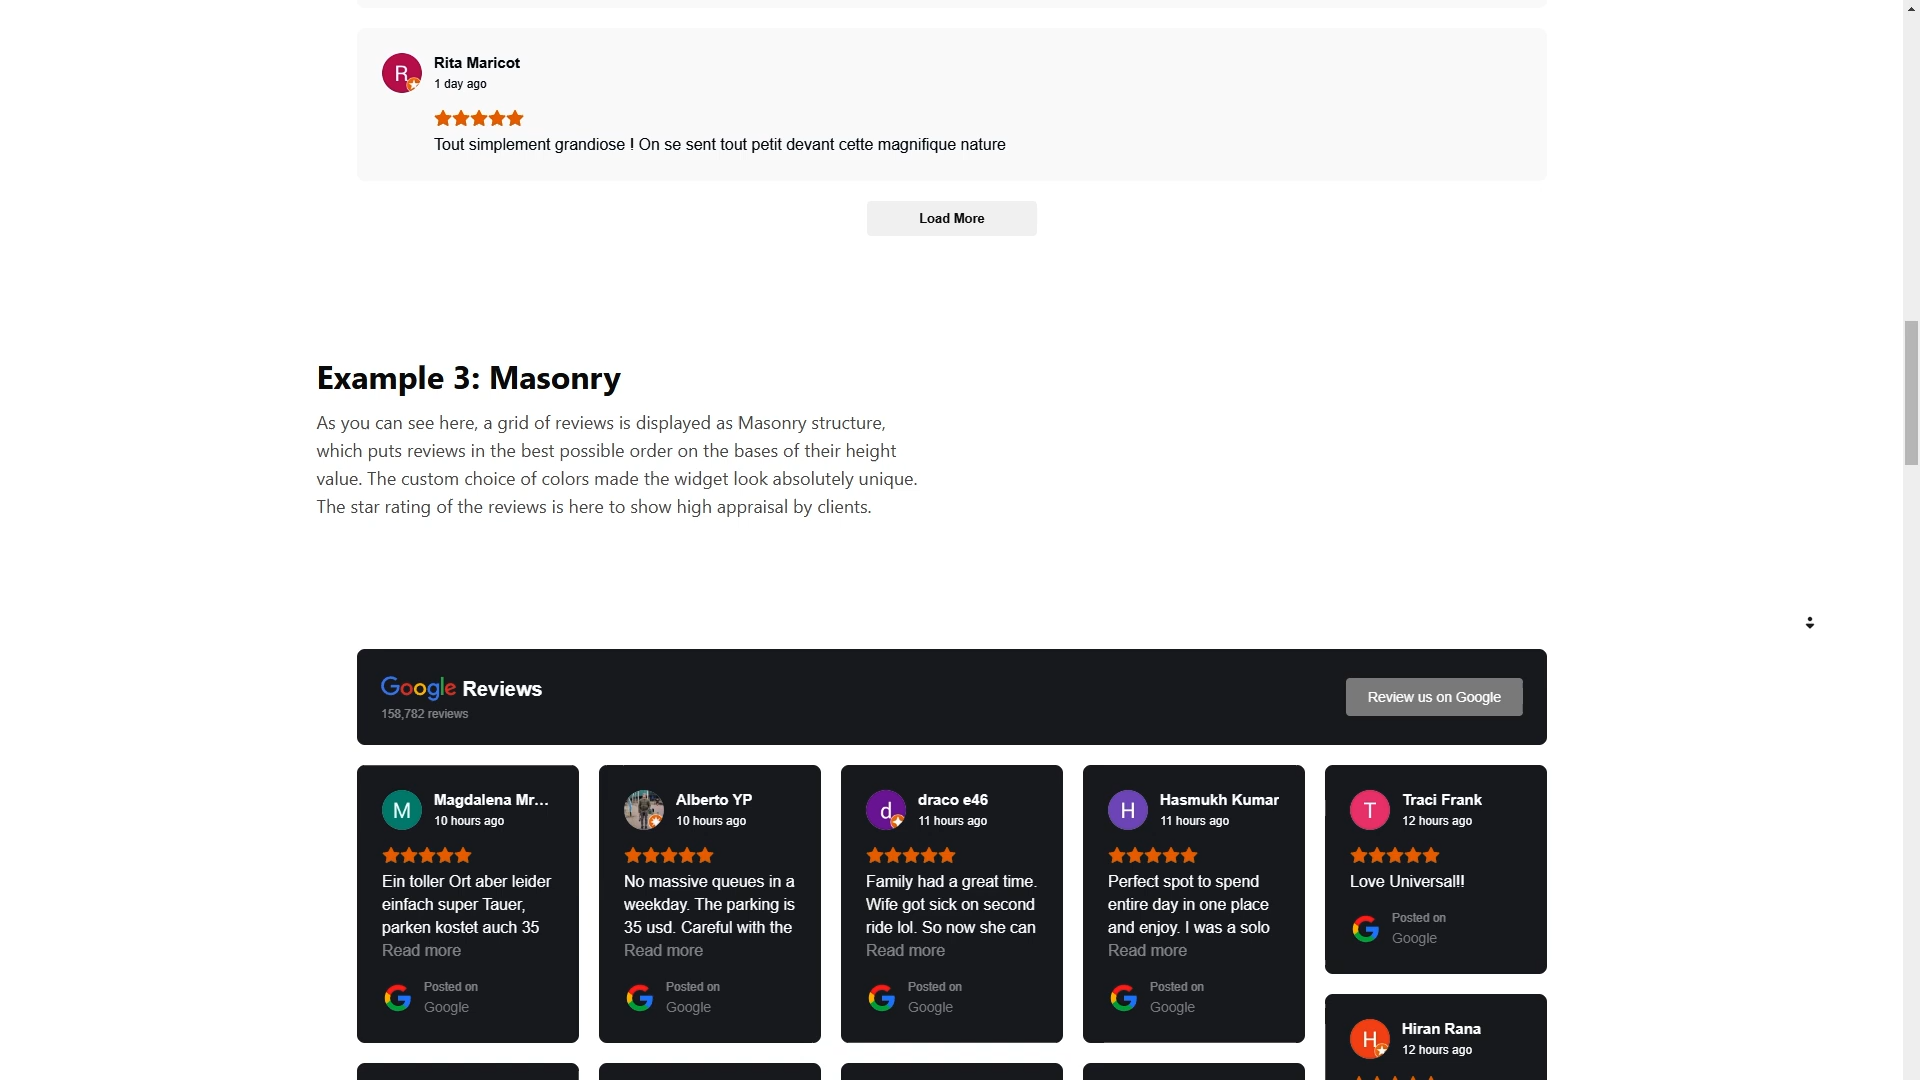 Rita Maricot
1 day ago
Tout simplement grandiose ! On se sent tout petit devant cette magnifique nature
Load More
Example 3: Masonry
As you can see here, a grid of reviews is displayed as Masonry structure,
which puts reviews in the best possible order on the bases of their height
value. The custom choice of colors made the widget look absolutely unique.
The star rating of the reviews is here to show high appraisal by clients.
Google Reviews
158,782 reviews
Review us on Google
Magdalena Mr...
10 hours ago
Ein toller Ort aber leider
einfach super Tauer,
parken kostet auch 35
Read more
Posted on
Google
Alberto YP
10 hours ago
No massive queues in a
weekday. The parking is
35 usd. Careful with the
Read more
Posted on
Google
draco e46
11 hours ago
Family had a great time.
Wife got sick on second
ride lol. So now she can
Read more
Posted on
Google
Hasmukh Kumar
11 hours ago
Perfect spot to spend
entire day in one place
and enjoy. I was a solo
Read more
Posted on
Google
Traci Frank
12 hours ago
Love Universal!!
Posted on
Google
Hiran Rana
12 hours ago